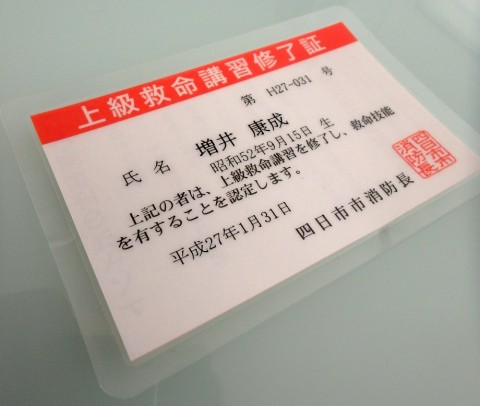 上級救命講習修了証
第 H27-031 号
氏名 増井 康成
昭和52年9月15日 生
上記の者は、上級救命講習を修了し、救命技能
を有することを認定します。
平成27年1月31日
四日市市消防長